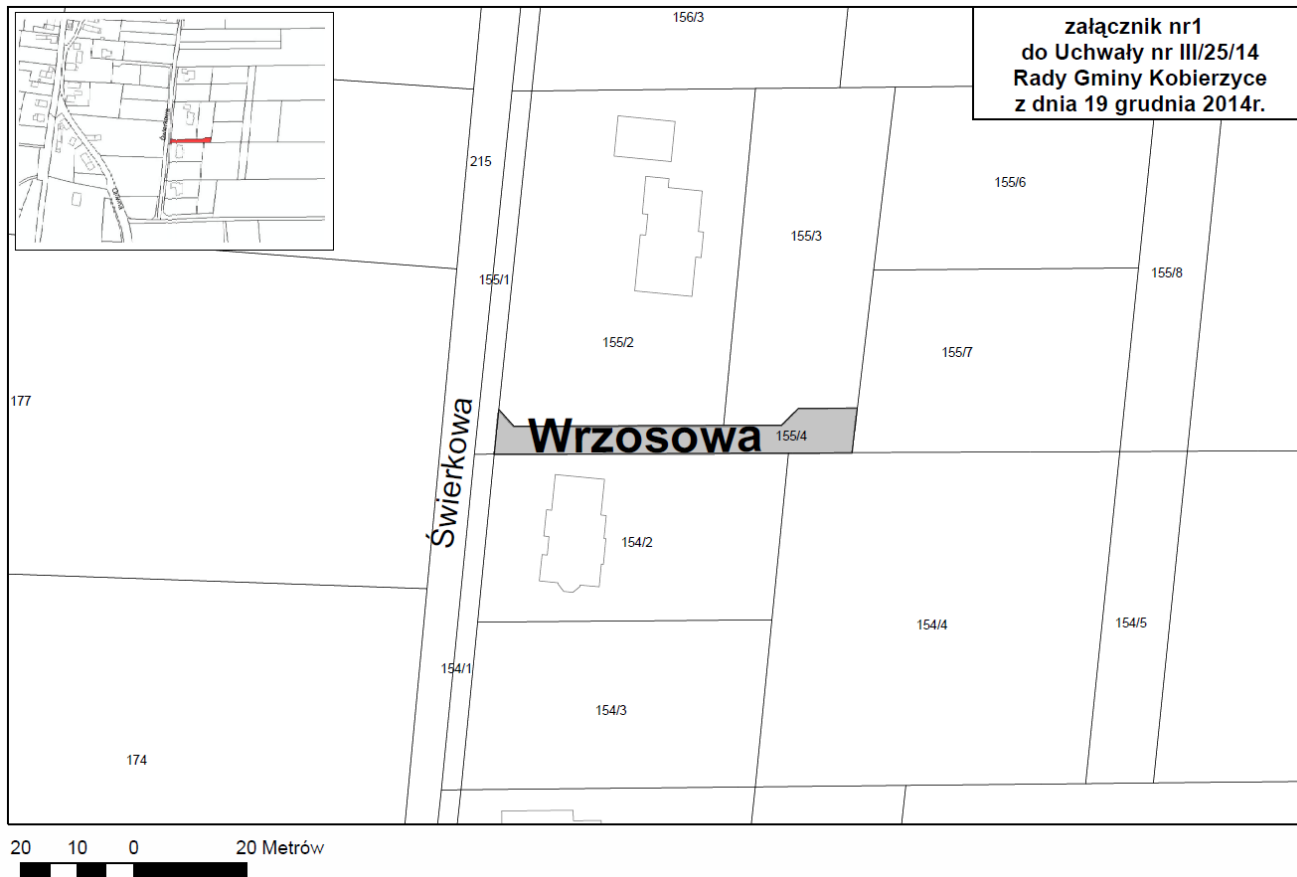 156/3
załącznik nr1
do Uchwały nr III/25/14
Rady Gminy Kobierzyce
z dnia 19 grudnia 2014r.
215
155/6
155/3
155/1
155/8
155/2
155/7
177
Wrzosowa
155/4
Świerkowa
154/2
154/4
154/5
154/1
154/3
174
20 10 0 20 Metrów